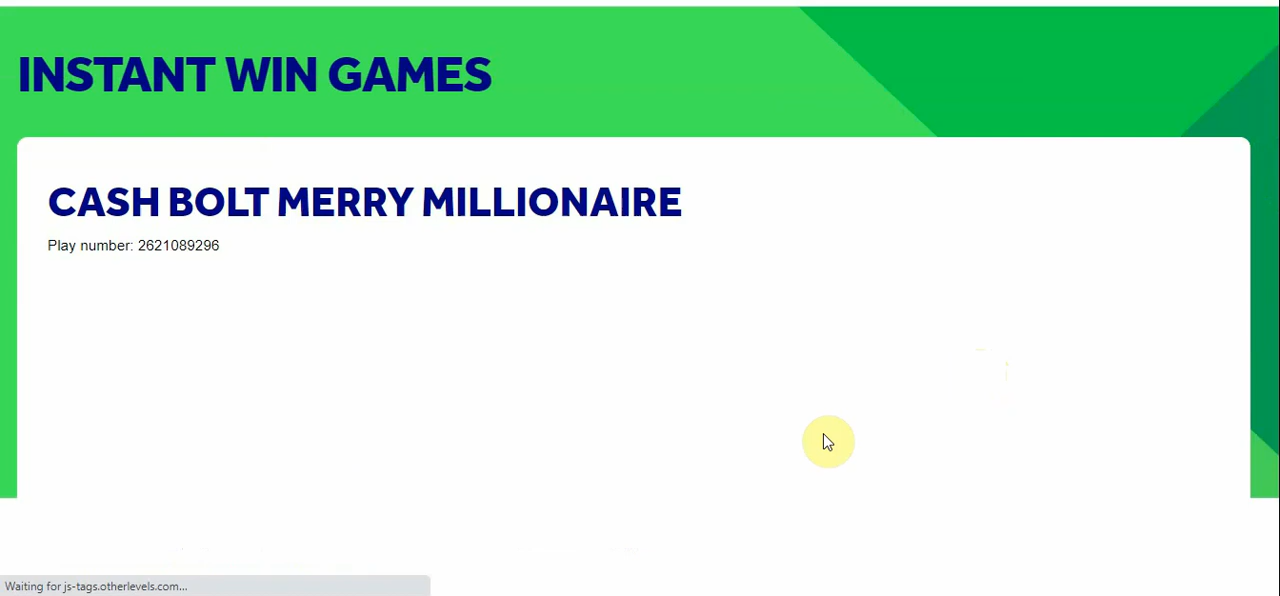 INSTANT WIN GAMES
CASH BOLT MERRY MILLIONAIRE
Play number: 2621089296
Waiting for js-tags.otherlevels.com...